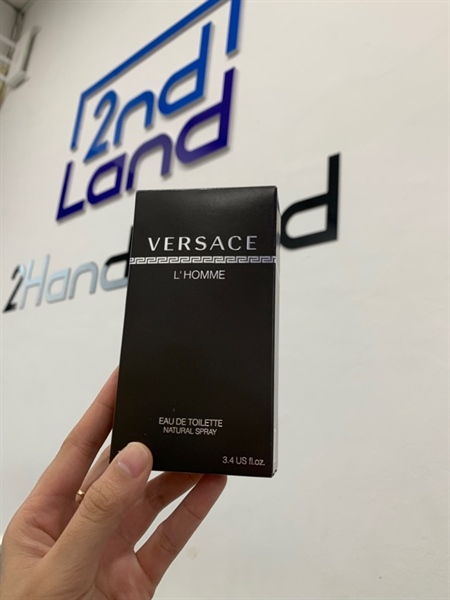 2nd
Land
2Hand
VERSACE
L'HOMME
EAU DE TOILETTE
NATURAL SPRAY
3.4 US fl.oz.